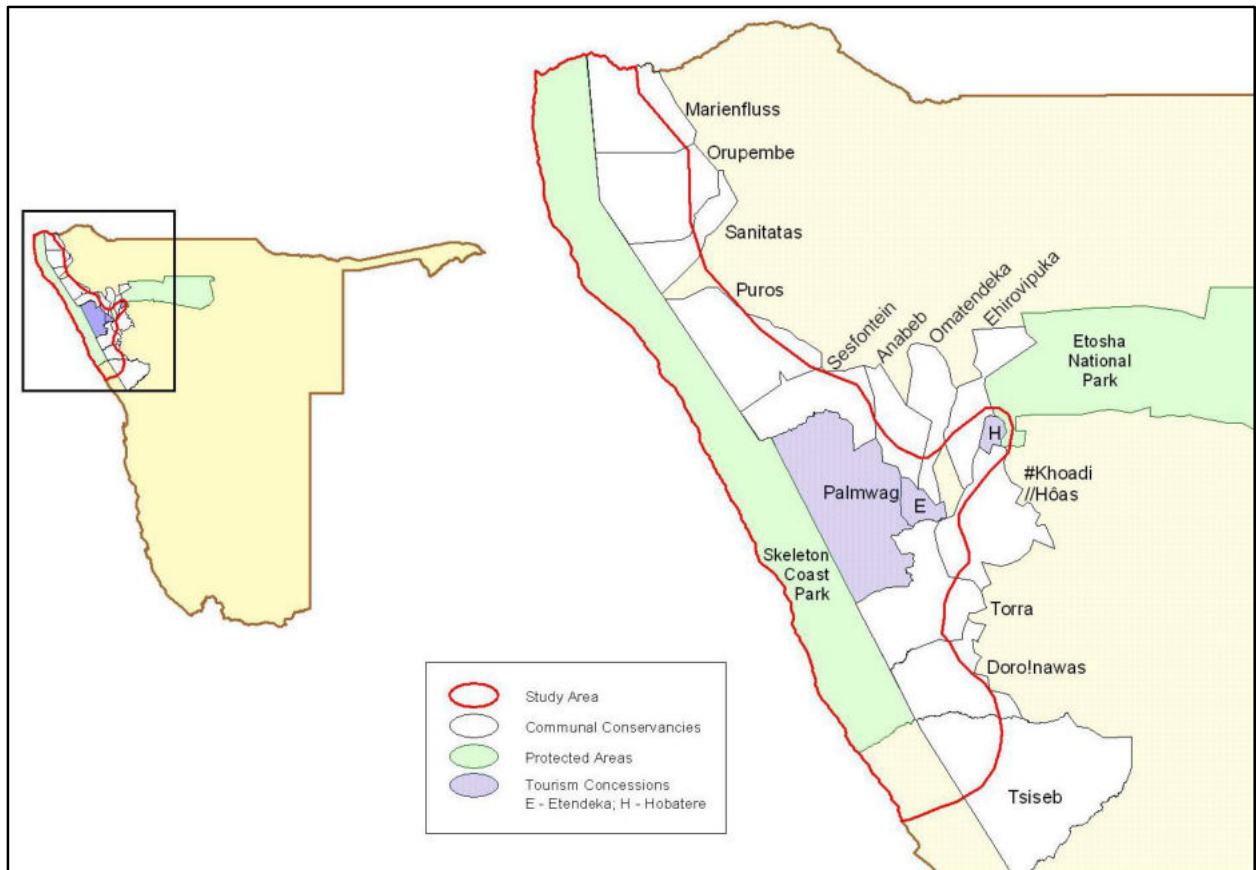 Marienfluss
Orupembe
Sanitatas
Puros
Sesfontein
Anabeb
Omatendeka
Ehirovipuka
Etosha
National
Park
H
#Khoadi
//Hôas
Palmwag
E
Skeleton
Coast
Park
Torra
Doro!nawas
Tsiseb
Study Area
Communal Conservancies
Protected Areas
Tourism Concessions
E - Etendeka; H - Hobatere